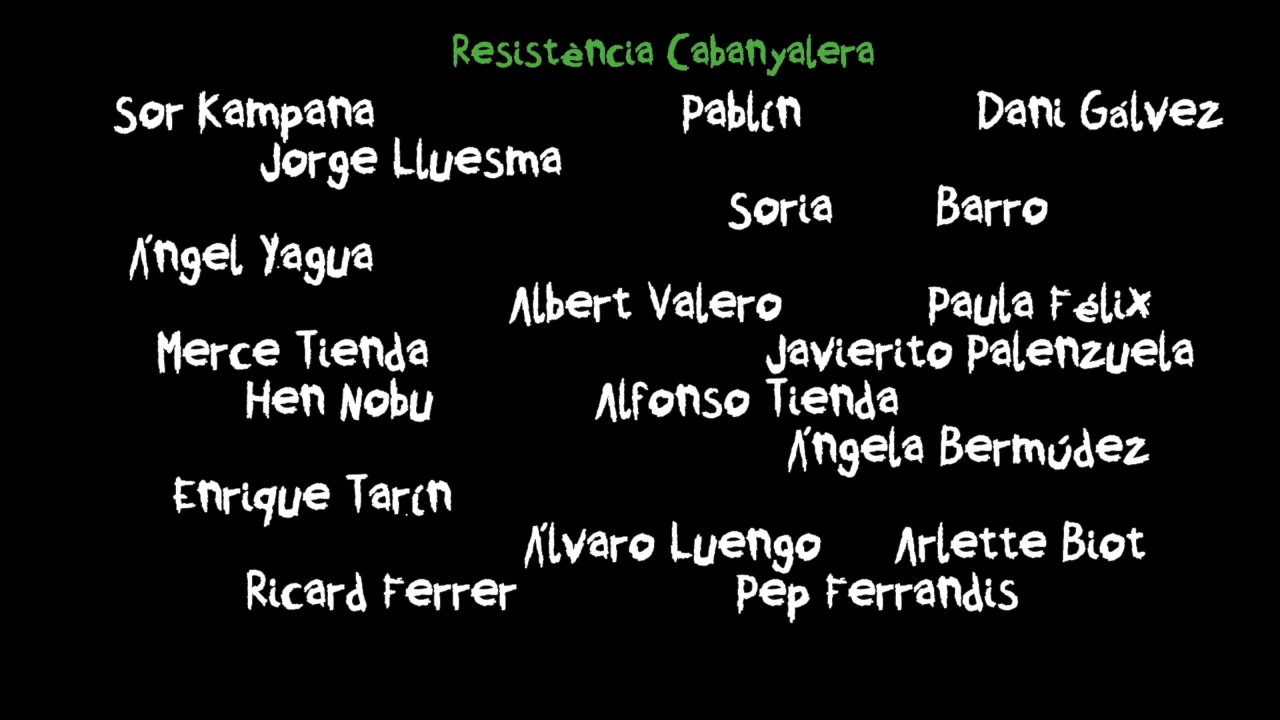 Resistència Cabanyalera
Sor Kampana Pablín Dani Gálvez
Jorge Lluesma
Soria Barro
Ángel Yagua
Albert Valero Paula Félix
Merce Tienda Javierito Palenzuela
Hen Nobu Alfonso Tienda
Ángela Bermúdez
Enrique Tarín
Álvaro Luengo Arlette Biot
Ricard Ferrer Pep Ferrandis